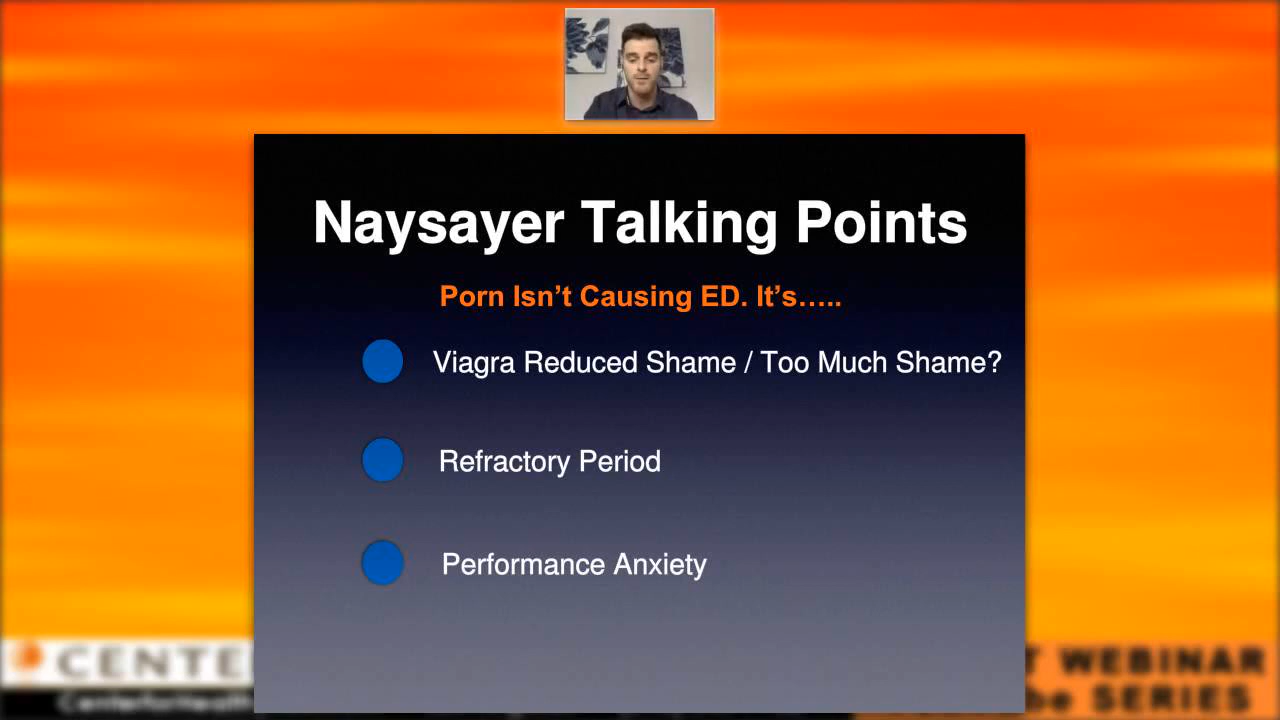 Naysayer Talking Points
Porn Isn’t Causing ED. It’s…..
Viagra Reduced Shame / Too Much Shame?
Refractory Period
Performance Anxiety
CENTE
WEBINAR
SERIES